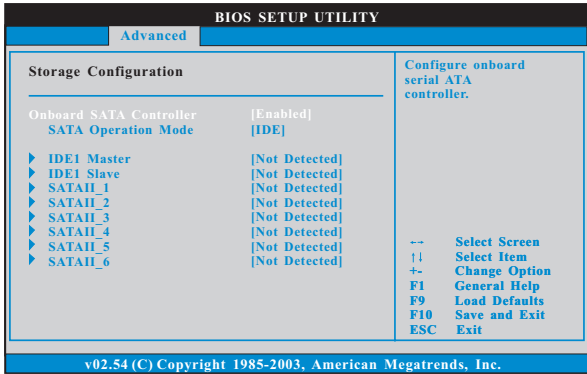 BIOS SETUP UTILITY
Advanced
Storage Configuration
Onboard SATA Controller [Enabled]
SATA Operation Mode [IDE]
IDE1 Master [Not Detected]
IDE1 Slave [Not Detected]
SATAII_1 [Not Detected]
SATAII_2 [Not Detected]
SATAII_3 [Not Detected]
SATAII_4 [Not Detected]
SATAII_5 [Not Detected]
SATAII_6 [Not Detected]
Configure onboard
serial ATA
controller.
←→ Select Screen
↑↓ Select Item
+- Change Option
F1 General Help
F9 Load Defaults
F10 Save and Exit
ESC Exit
v02.54 (C) Copyright 1985-2003, American Megatrends, Inc.